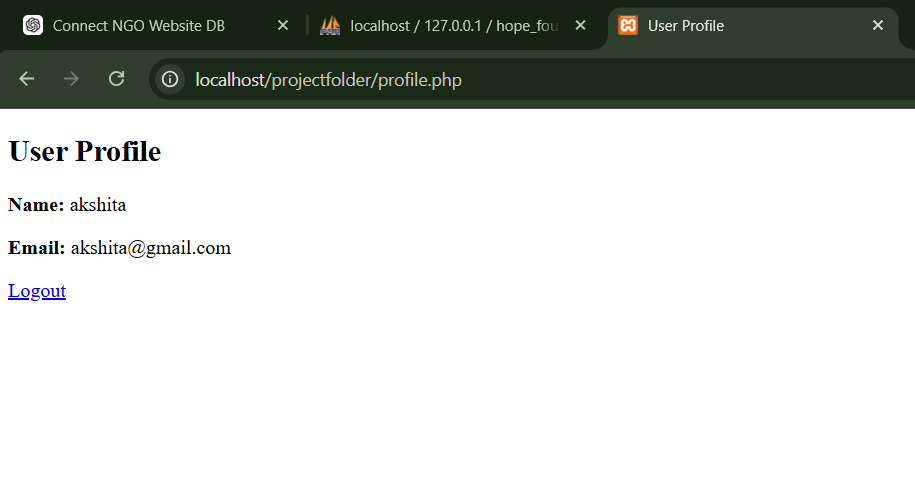 Connect NGO Website DB
localhost / 127.0.0.1 / hope_fou
User Profile
localhost/projectfolder/profile.php
User Profile
Name: akshita
Email: akshita@gmail.com
Logout